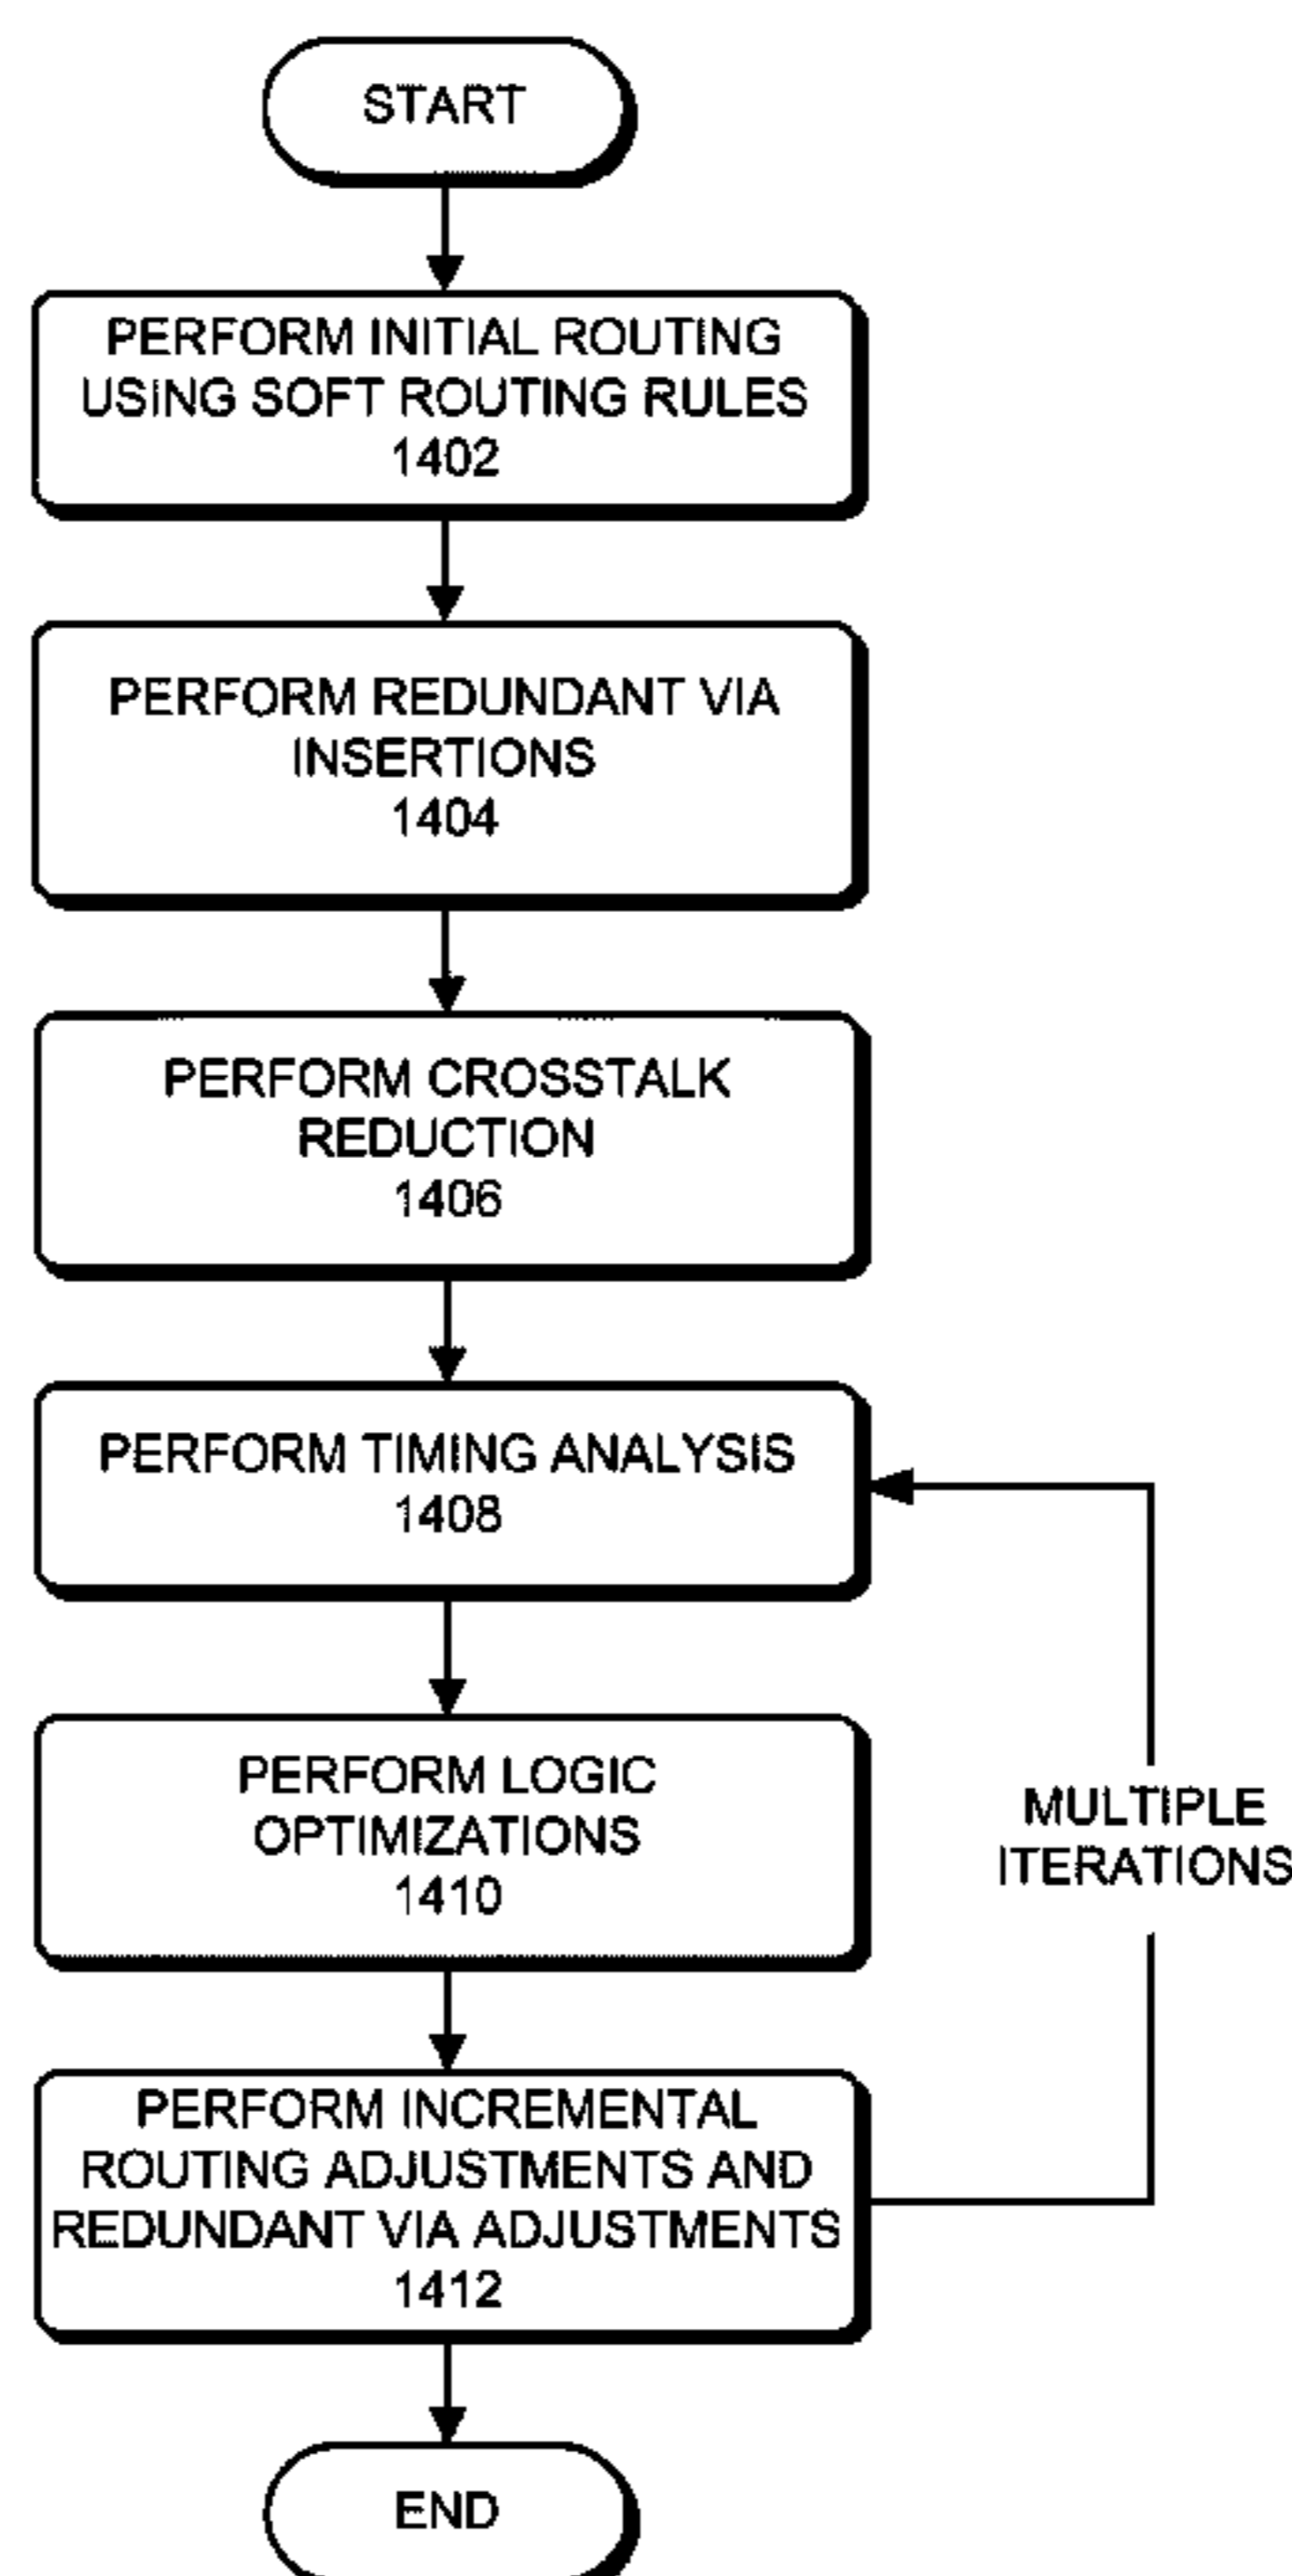 START
PERFORM INITIAL ROUTING
USING SOFT ROUTING RULES
1402
PERFORM REDUNDANT VIA
INSERTIONS
1404
PERFORM CROSSTALK
REDUCTION
1406
PERFORM TIMING ANALYSIS
1408
PERFORM LOGIC
OPTIMIZATIONS
1410
MULTIPLE
ITERATIONS
PERFORM INCREMENTAL
ROUTING ADJUSTMENTS AND
REDUNDANT VIA ADJUSTMENTS
1412
END